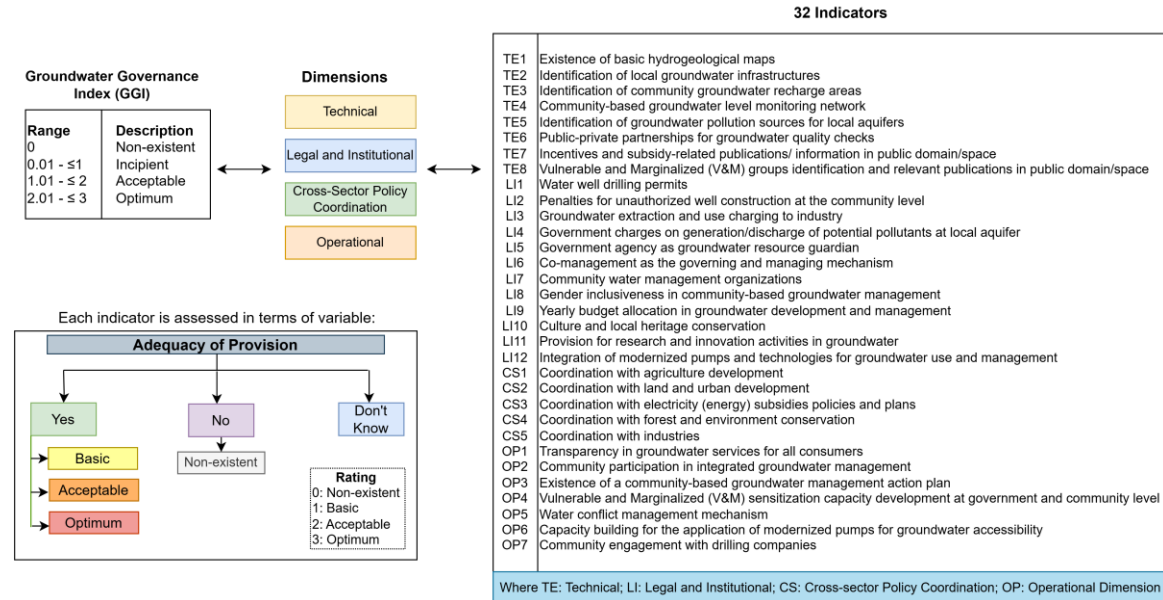 32 Indicators
Groundwater Governance
Index (GGI)
Range Description
0 Non-existent
0.01 - ≤1 Incipient
1.01 - ≤ 2 Acceptable
2.01 - ≤ 3 Optimum
Dimensions
Technical
Legal and Institutional
Cross-Sector Policy
Coordination
Operational
TE1 Existence of basic hydrogeological maps
TE2 Identification of local groundwater infrastructures
TE3 Identification of community groundwater recharge areas
TE4 Community-based groundwater level monitoring network
TE5 Identification of groundwater pollution sources for local aquifers
TE6 Public-private partnerships for groundwater quality checks
TE7 Incentives and subsidy-related publications/ information in public domain/space
TE8 Vulnerable and Marginalized (V&M) groups identification and relevant publications in public domain/space
LI1 Water well drilling permits
LI2 Penalties for unauthorized well construction at the community level
LI3 Groundwater extraction and use charging to industry
LI4 Government charges on generation/discharge of potential pollutants at local aquifer
LI5 Government agency as groundwater resource guardian
LI6 Co-management as the governing and managing mechanism
LI7 Community water management organizations
LI8 Gender inclusiveness in community-based groundwater management
LI9 Yearly budget allocation in groundwater development and management
LI10 Culture and local heritage conservation
LI11 Provision for research and innovation activities in groundwater
LI12 Integration of modernized pumps and technologies for groundwater use and management
CS1 Coordination with agriculture development
CS2 Coordination with land and urban development
CS3 Coordination with electricity (energy) subsidies policies and plans
CS4 Coordination with forest and environment conservation
CS5 Coordination with industries
OP1 Transparency in groundwater services for all consumers
OP2 Community participation in integrated groundwater management
OP3 Existence of a community-based groundwater management action plan
OP4 Vulnerable and Marginalized (V&M) sensitization capacity development at government and community level
OP5 Water conflict management mechanism
OP6 Capacity building for the application of modernized pumps for groundwater accessibility
OP7 Community engagement with drilling companies
Where TE: Technical; LI: Legal and Institutional; CS: Cross-sector Policy Coordination; OP: Operational Dimension
Each indicator is assessed in terms of variable:
Adequacy of Provision
Yes
No
Don't
Know
Basic
Acceptable
Optimum
Non-existent
Rating
0: Non-existent
1: Basic
2: Acceptable
3: Optimum